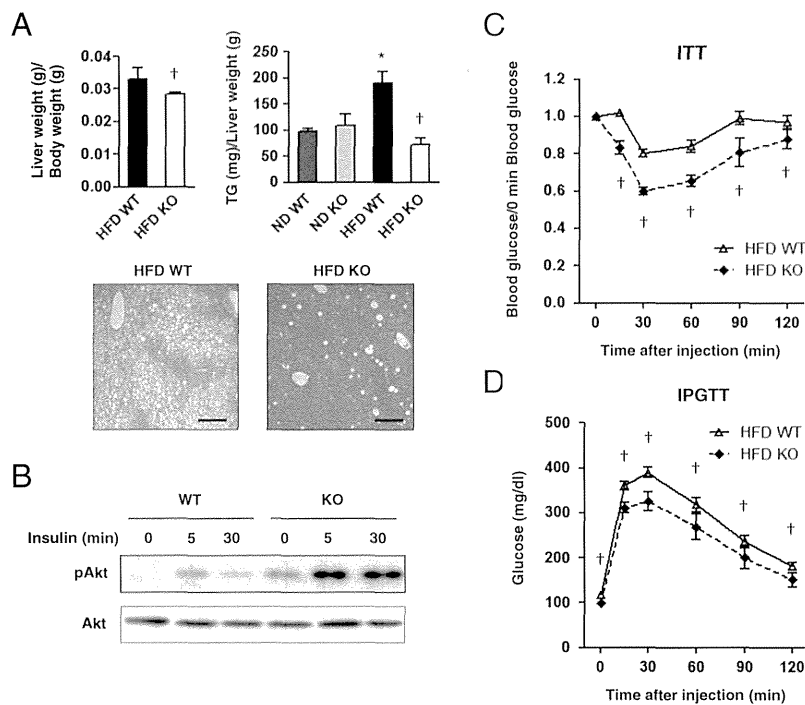 A
Liver weight (g)/
Body weight (g)
0.04
0.03
0.02
0.01
0.00
†
HFD WT
HFD KO
TG (mg)/Liver weight (g)
250
200
150
100
50
0
*
†
ND WT
ND KO
HFD WT
HFD KO
HFD WT
HFD KO
B
WT
KO
Insulin (min)
0
5
30
0
5
30
pAkt
Akt
C
ITT
Blood glucose/0 min Blood glucose
1.2
1.0
0.8
0.6
0.4
0.2
0.0
†
†
†
†
†
HFD WT
HFD KO
0
30
60
90
120
Time after injection (min)
D
IPGTT
Glucose (mg/dl)
500
400
300
200
100
0
HFD WT
HFD KO
†
†
†
†
†
†
0
30
60
90
120
Time after injection (min)